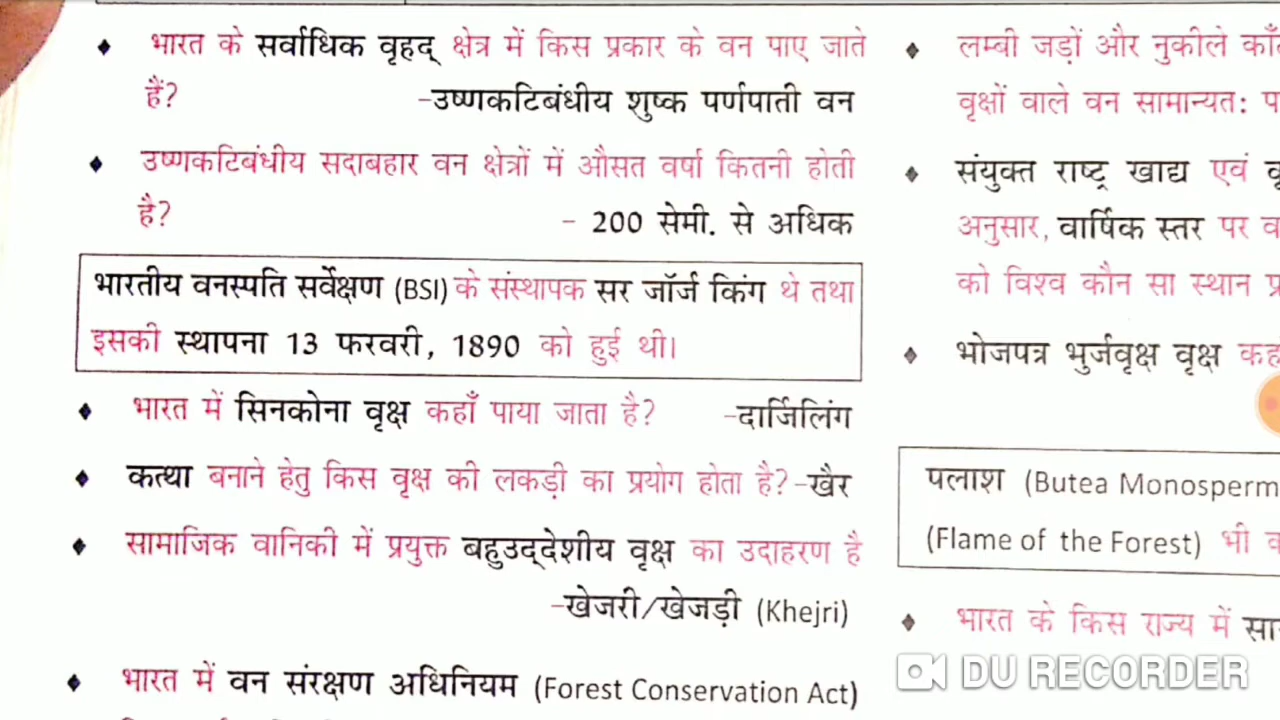 ♦ भारत के सर्वाधिक वृहद् क्षेत्र में किस प्रकार के वन पाए जाते
हैं? -उष्णकटिबंधीय शुष्क पर्णपाती वन
♦ उष्णकटिबंधीय सदाबहार वन क्षेत्रों में औसत वर्षा कितनी होती
है? - 200 सेमी. से अधिक
भारतीय वनस्पति सर्वेक्षण (BSI) के संस्थापक सर जॉर्ज किंग थे तथा
इसकी स्थापना 13 फरवरी, 1890 को हुई थी।
♦ भारत में सिनकोना वृक्ष कहाँ पाया जाता है? -दार्जिलिंग
♦ कत्था बनाने हेतु किस वृक्ष की लकड़ी का प्रयोग होता है? -खैर
♦ सामाजिक वानिकी में प्रयुक्त बहुउद्देशीय वृक्ष का उदाहरण है
-खेजरी/खेजड़ी (Khejri)
♦ भारत में वन संरक्षण अधिनियम (Forest Conservation Act)
♦ लम्बी जड़ों और नुकीले
वृक्षों वाले वन सामान्यत:
♦ संयुक्त राष्ट्र खाद्य एवं
अनुसार, वार्षिक स्तर पर
को विश्व कौन सा स्थान
♦ भोजपत्र भुर्जवृक्ष वृक्ष
पलाश (Butea Monosperm
(Flame of the Forest) भी
♦ भारत के किस राज्य में
DU RECORDER